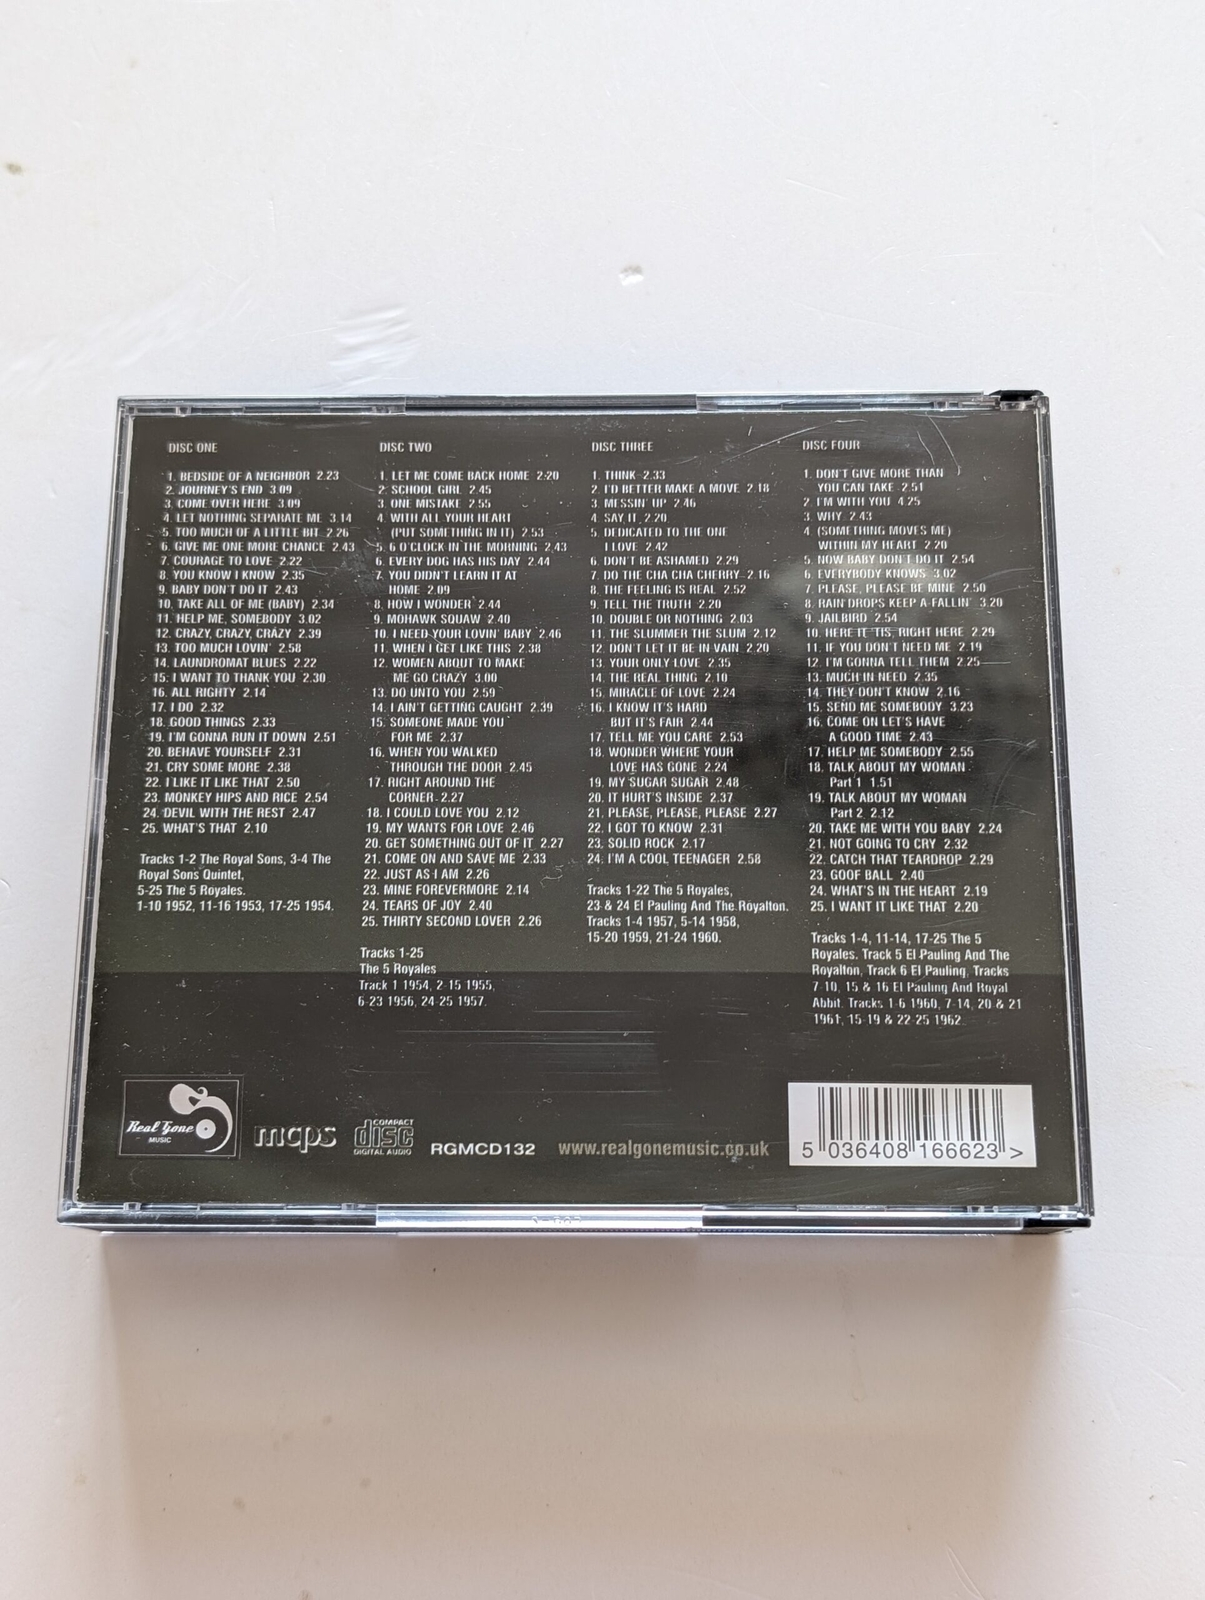 DISC ONE
1. BEDSIDE OF A NEIGHBOR 2.23
2. JOURNEY'S END 3.09
3. COME OVER HERE 3.09
4. LET NOTHING SEPARATE ME 3.14
5. TOO MUCH OF A LITTLE BIT 2.26
6. GIVE ME ONE MORE CHANCE 2.43
7. COURAGE TO LOVE 2.22
8. YOU KNOW I KNOW 2.35
9. BABY DON'T DO IT 2.43
10. TAKE ALL OF ME (BABY) 2.34
11. HELP ME, SOMEBODY 3.02
12. CRAZY, CRAZY, CRAZY 2.39
13. TOO MUCH LOVIN' 2.58
14. LAUNDROMAT BLUES 2.22
15. I WANT TO THANK YOU 2.30
16. ALL RIGHTY 2.14
17. I DO 2.32
18. GOOD THINGS 2.33
19. I'M GONNA RUN IT DOWN 2.51
20. BEHAVE YOURSELF 2.31
21. CRY SOME MORE 2.38
22. I LIKE IT LIKE THAT 2.50
23. MONKEY HIPS AND RICE 2.54
24. DEVIL WITH THE REST 2.47
25. WHAT'S THAT 2.10
Tracks 1-2 The Royal Sons, 3-4 The
Royal Sons Quintet,
5-25 The 5 Royales.
1-10 1952, 11-16 1953, 17-25 1954.
DISC TWO
1. LET ME COME BACK HOME 2.20
2. SCHOOL GIRL 2.45
3. ONE MISTAKE 2.55
4. WITH ALL YOUR HEART
(PUT SOMETHING IN IT) 2.53
5. 6 O'CLOCK IN THE MORNING 2.43
6. EVERY DOG HAS HIS DAY 2.44
7. YOU DIDN'T LEARN IT AT
HOME 2.09
8. HOW I WONDER 2.44
9. MOHAWK SQUAW 2.40
10. I NEED YOUR LOVIN' BABY 2.46
11. WHEN I GET LIKE THIS 2.38
12. WOMEN ABOUT TO MAKE
ME GO CRAZY 3.00
13. DO UNTO YOU 2.59
14. I AIN'T GETTING CAUGHT 2.39
15. SOMEONE MADE YOU
FOR ME 2.37
16. WHEN YOU WALKED
THROUGH THE DOOR 2.45
17. RIGHT AROUND THE
CORNER 2.27
18. I COULD LOVE YOU 2.12
19. MY WANTS FOR LOVE 2.46
20. GET SOMETHING OUT OF IT 2.27
21. COME ON AND SAVE ME 2.33
22. JUST AS I AM 2.26
23. MINE FOREVERMORE 2.14
24. TEARS OF JOY 2.40
25. THIRTY SECOND LOVER 2.26
Tracks 1-25
The 5 Royales
Track 1 1954, 2-15 1955,
6-23 1956, 24-25 1957.
DISC THREE
1. THINK 2.33
2. I'D BETTER MAKE A MOVE 2.18
3. MESSIN' UP 2.46
4. SAY IT 2.20
5. DEDICATED TO THE ONE
I LOVE 2.42
6. DON'T BE ASHAMED 2.29
7. DO THE CHA CHA CHERRY 2.16
8. THE FEELING IS REAL 2.52
9. TELL THE TRUTH 2.20
10. DOUBLE OR NOTHING 2.03
11. THE SLUMMER THE SLUM 2.12
12. DON'T LET IT BE IN VAIN 2.20
13. YOUR ONLY LOVE 2.35
14. THE REAL THING 2.10
15. MIRACLE OF LOVE 2.24
16. I KNOW IT'S HARD
BUT IT'S FAIR 2.44
17. TELL ME YOU CARE 2.53
18. WONDER WHERE YOUR
LOVE HAS GONE 2.24
19. MY SUGAR SUGAR 2.48
20. IT HURT'S INSIDE 2.37
21. PLEASE, PLEASE, PLEASE 2.27
22. I GOT TO KNOW 2.31
23. SOLID ROCK 2.17
24. I'M A COOL TEENAGER 2.58
Tracks 1-22 The 5 Royales,
23 & 24 El Pauling And The Royalton.
Tracks 1-4 1957, 5-14 1958,
15-20 1959, 21-24 1960.
DISC FOUR
1. DON'T GIVE MORE THAN
YOU CAN TAKE 2.51
2. I'M WITH YOU 4.25
3. WHY 2.43
4. (SOMETHING MOVES ME)
WITHIN MY HEART 2.20
5. NOW BABY DON'T DO IT 2.54
6. EVERYBODY KNOWS 3.02
7. PLEASE, PLEASE BE MINE 2.50
8. RAIN DROPS KEEP A-FALLIN' 3.20
9. JAILBIRD 2.54
10. HERE IT 'TIS, RIGHT HERE 2.29
11. IF YOU DON'T NEED ME 2.19
12. I'M GONNA TELL THEM 2.25
13. MUCH IN NEED 2.35
14. THEY DON'T KNOW 2.16
15. SEND ME SOMEBODY 3.23
16. COME ON LET'S HAVE
A GOOD TIME 2.43
17. HELP ME SOMEBODY 2.55
18. TALK ABOUT MY WOMAN
Part 1 1.51
19. TALK ABOUT MY WOMAN
Part 2 2.12
20. TAKE ME WITH YOU BABY 2.24
21. NOT GOING TO CRY 2.32
22. CATCH THAT TEARDROP 2.29
23. GOOF BALL 2.40
24. WHAT'S IN THE HEART 2.19
25. I WANT IT LIKE THAT 2.20
Tracks 1-4, 11-14, 17-25 The 5
Royales. Track 5 El Pauling And The
Royalton, Track 6 El Pauling, Tracks
7-10, 15 & 16 El Pauling And Royal
Abbit. Tracks 1-6 1960, 7-14, 20 & 21
1961, 15-19 & 22-25 1962.
Real Gone
MUSIC
mcps
COMPACT
disc
DIGITAL AUDIO
RGMCD132
www.realgonemusic.co.uk
5 036408 166623 >